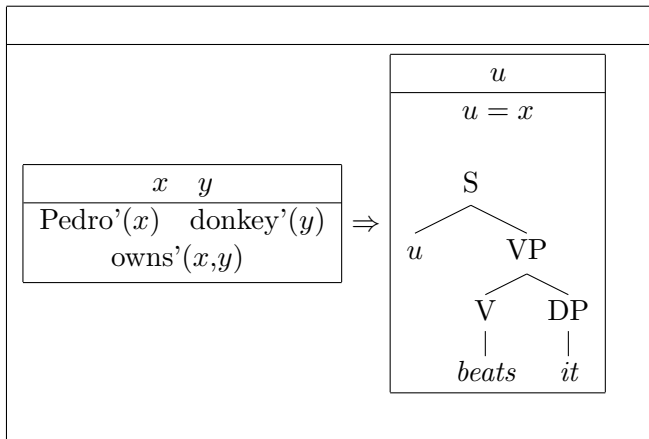 x y
Pedro’(x) donkey’(y)
owns’(x,y)
⇒
u
u = x
S
u VP
V DP
beats it